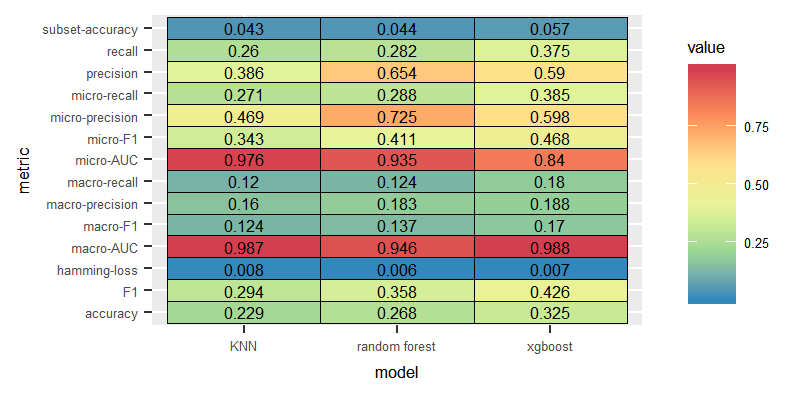 subset-accuracy 0.043 0.044 0.057
recall 0.26 0.282 0.375
precision 0.386 0.654 0.59
micro-recall 0.271 0.288 0.385
micro-precision 0.469 0.725 0.598
micro-F1 0.343 0.411 0.468
micro-AUC 0.976 0.935 0.84
macro-recall 0.12 0.124 0.18
macro-precision 0.16 0.183 0.188
macro-F1 0.124 0.137 0.17
macro-AUC 0.987 0.946 0.988
hamming-loss 0.008 0.006 0.007
F1 0.294 0.358 0.426
accuracy 0.229 0.268 0.325
KNN random forest xgboost
model
metric
value
0.75
0.50
0.25